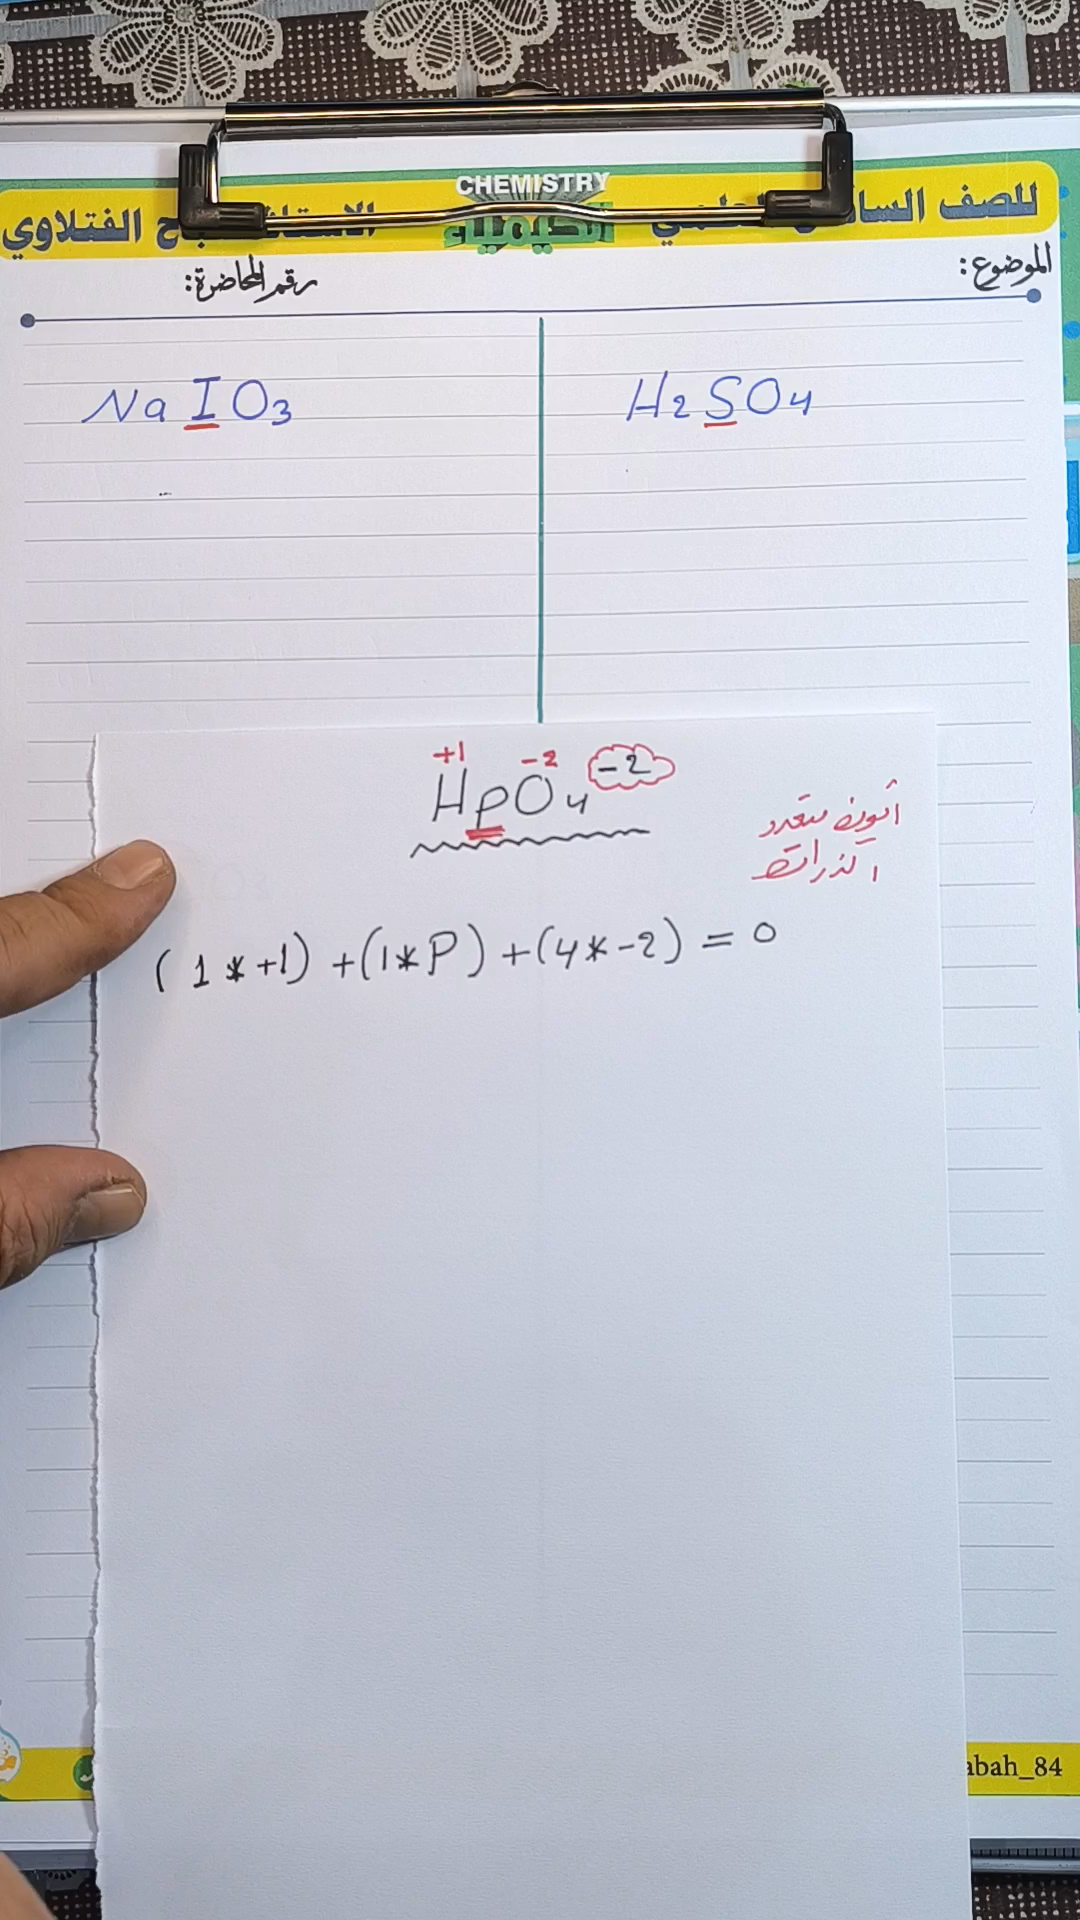 CHEMISTRY
للصف السا
الكيمياء
الفتلاوي
الموضوع:
رقم المحاضرة:
H2SO4
NaIO3
+1 -2
HPO4 -2
أيون متعدد
الذرات
(1*+1)+(1*P)+(4*-2)=0
abah_84